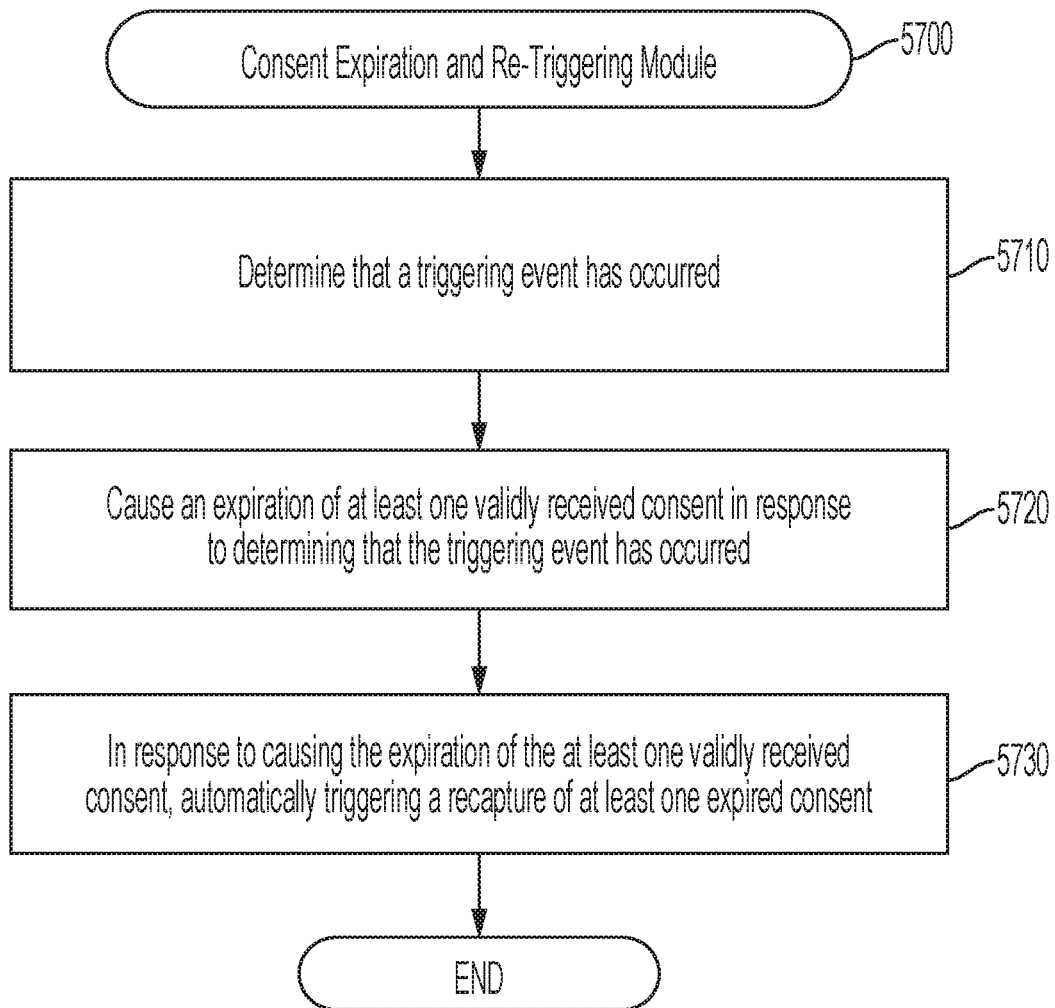 Consent Expiration and Re-Triggering Module
5700
Determine that a triggering event has occurred
5710
Cause an expiration of at least one validly received consent in response
to determining that the triggering event has occurred
5720
In response to causing the expiration of the at least one validly received
consent, automatically triggering a recapture of at least one expired consent
5730
END